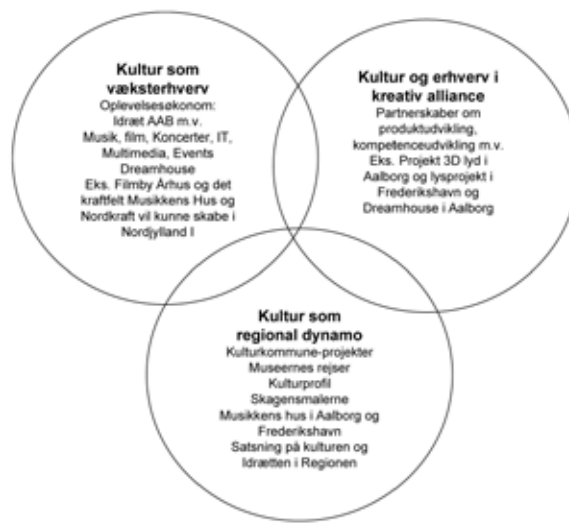 Kultur som
væksterhverv
Oplevelsesøkonom:
Idræt AAB m.v.
Musik, film, Koncerter, IT,
Multimedia, Events
Dreamhouse
Eks. Filmby Århus og det
kraftfelt Musikkens Hus og
Nordkraft vil kunne skabe i
Nordjylland I
Kultur og erhverv i
kreativ alliance
Partnerskaber om
produktudvikling,
kompetenceudvikling m.v.
Eks. Projekt 3D lyd i
Aalborg og lysprojekt i
Frederikshavn og
Dreamhouse i Aalborg
Kultur som
regional dynamo
Kulturkommune-projekter
Museernes rejser
Kulturprofil
Skagensmalerne
Musikkens hus i Aalborg og
Frederikshavn
Satsning på kulturen og
Idrætten i Regionen